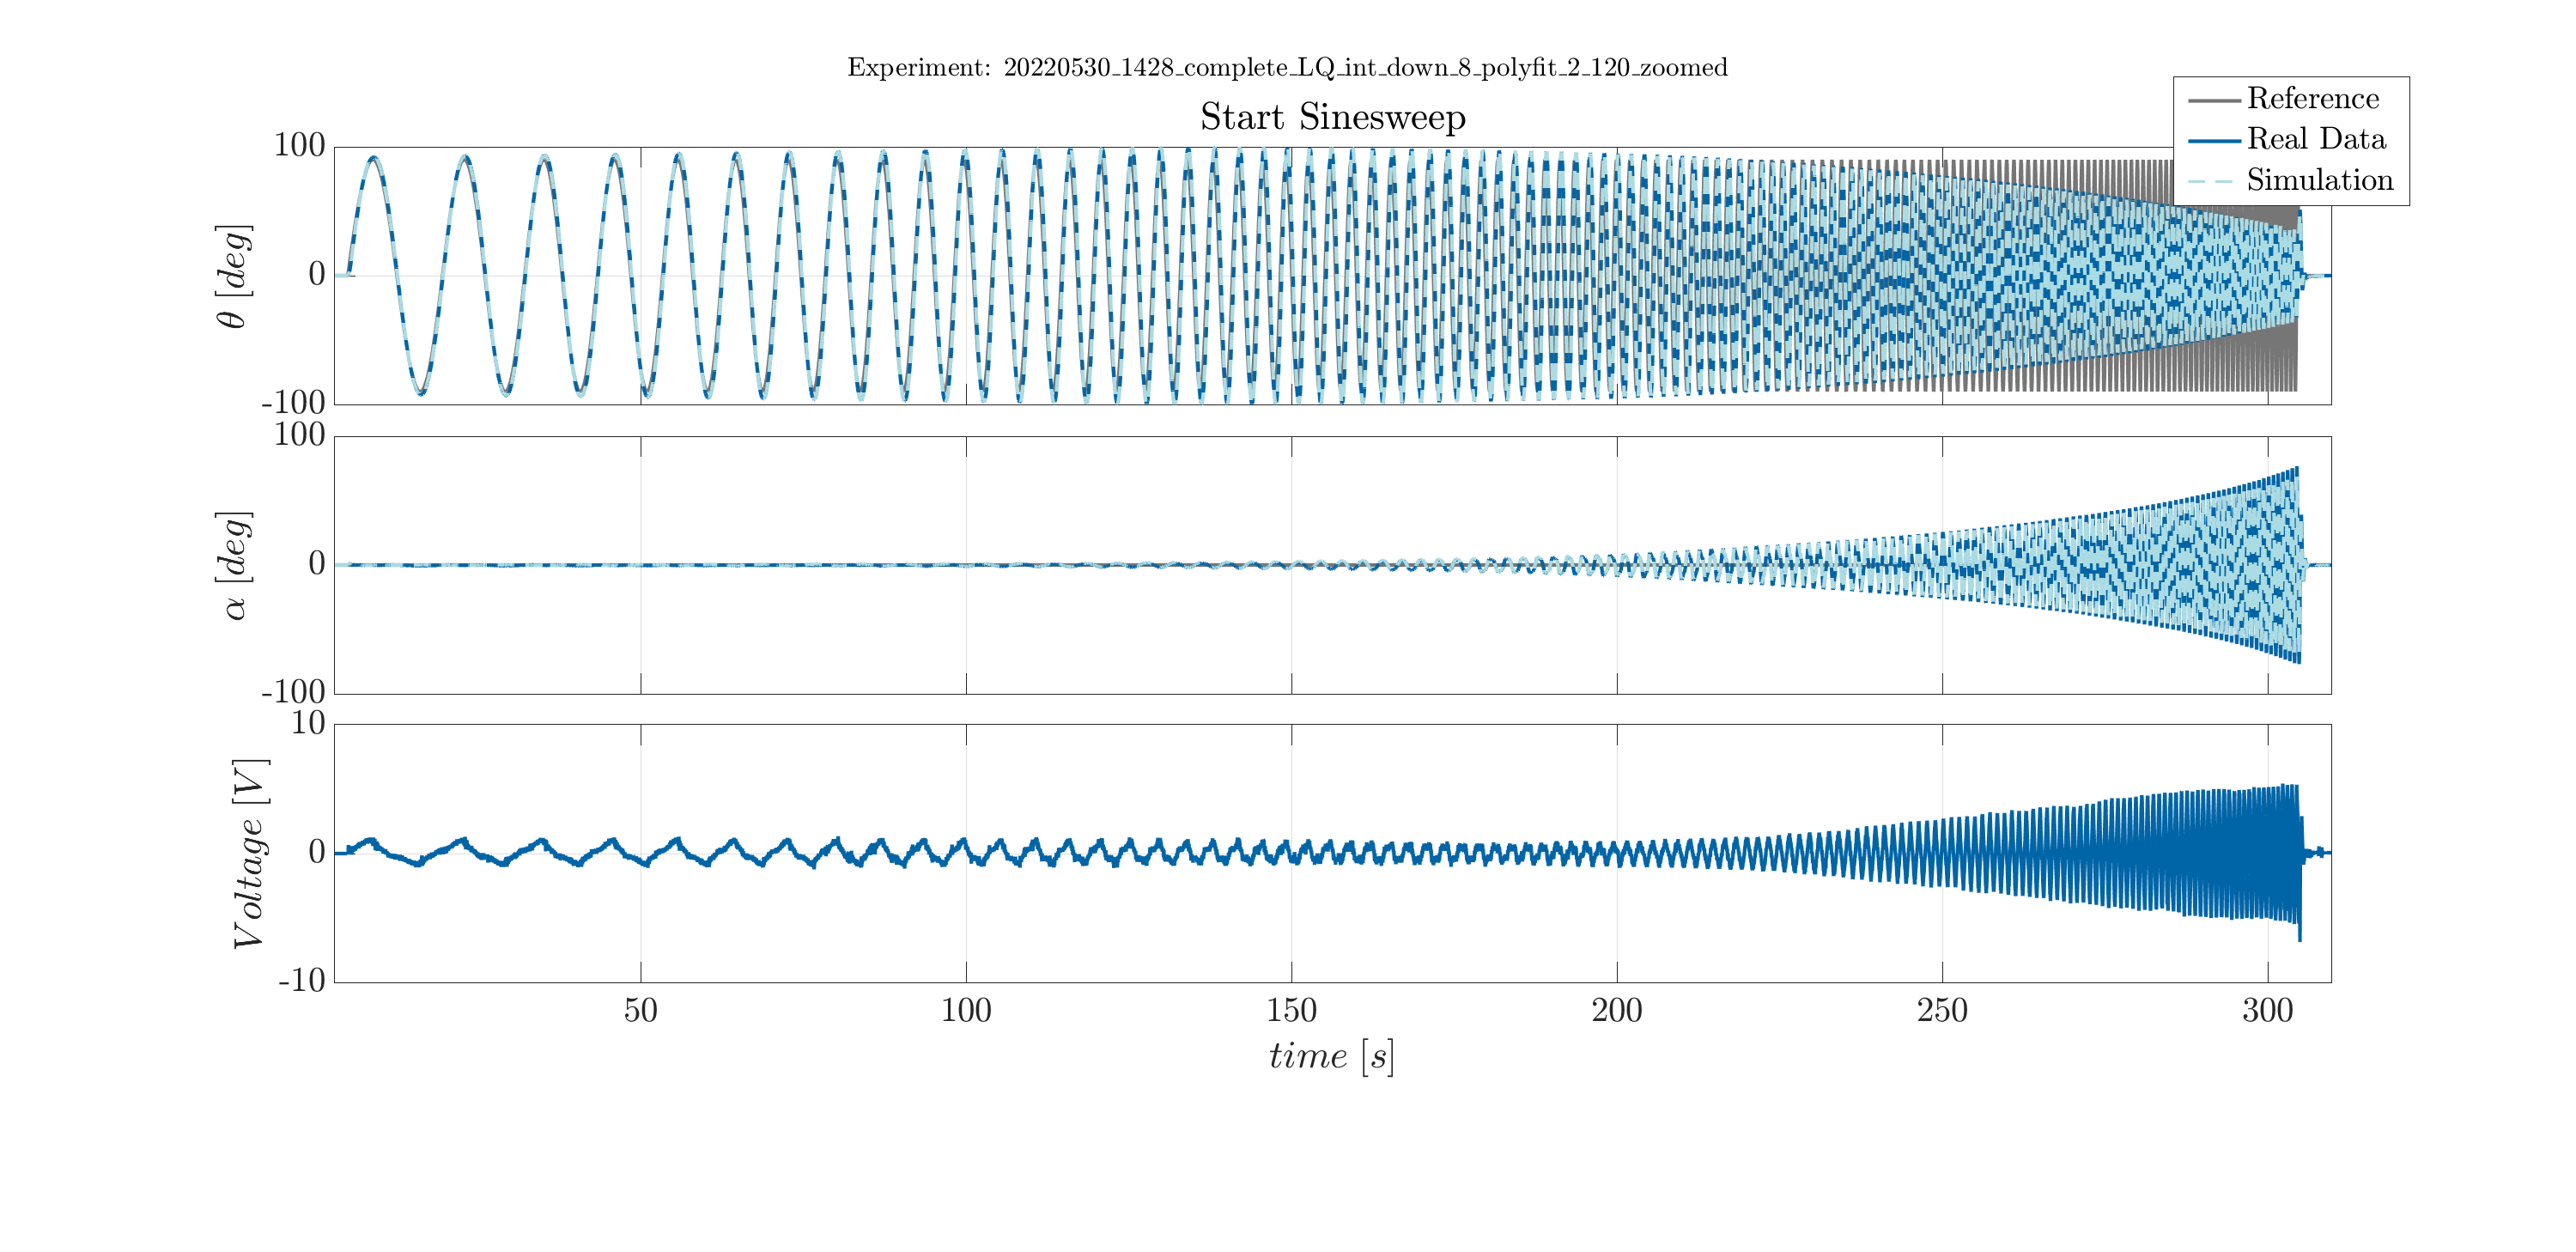 Experiment: 20220530_1428_complete_LQ_int_down_8_polyfit_2_120_zoomed
Start Sinesweep
Reference
Real Data
Simulation
100
0
-100
θ [deg]
100
0
-100
α [deg]
10
0
-10
Voltage [V]
50 100 150 200 250 300
time [s]